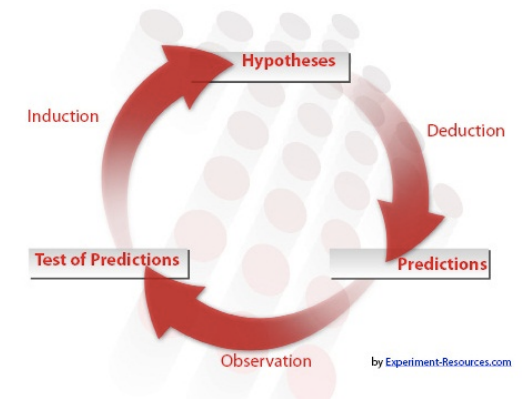 Hypotheses
Induction
Deduction
Test of Predictions
Predictions
Observation
by Experiment-Resources.com